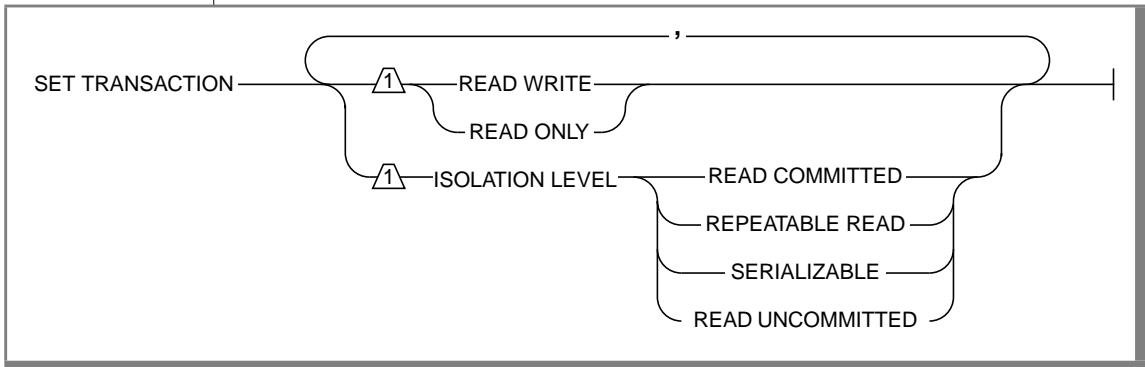 ,
SET TRANSACTION 1 READ WRITE
READ ONLY
1 ISOLATION LEVEL READ COMMITTED
REPEATABLE READ
SERIALIZABLE
READ UNCOMMITTED